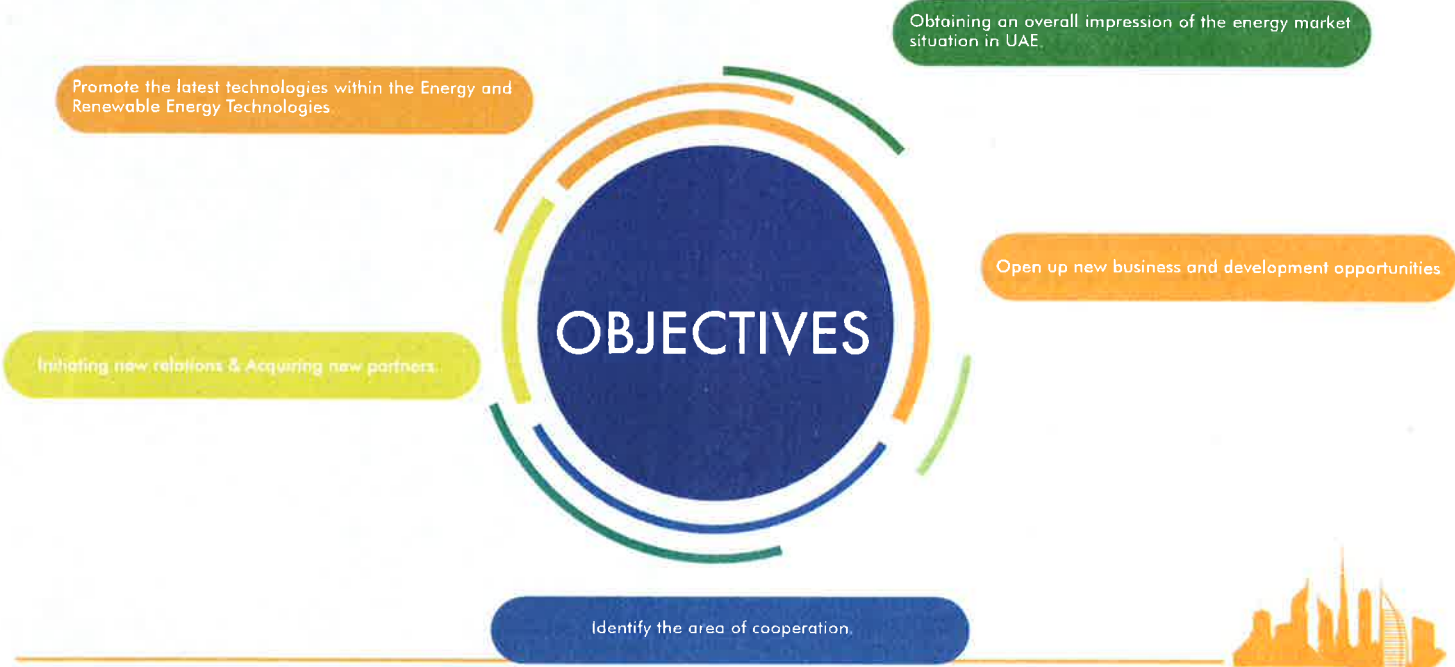 Obtaining an overall impression of the energy market
situation in UAE.
Promote the latest technologies within the Energy and
Renewable Energy Technologies.
Open up new business and development opportunities
OBJECTIVES
Initiating new relations & Acquiring new partners.
Identify the area of cooperation.